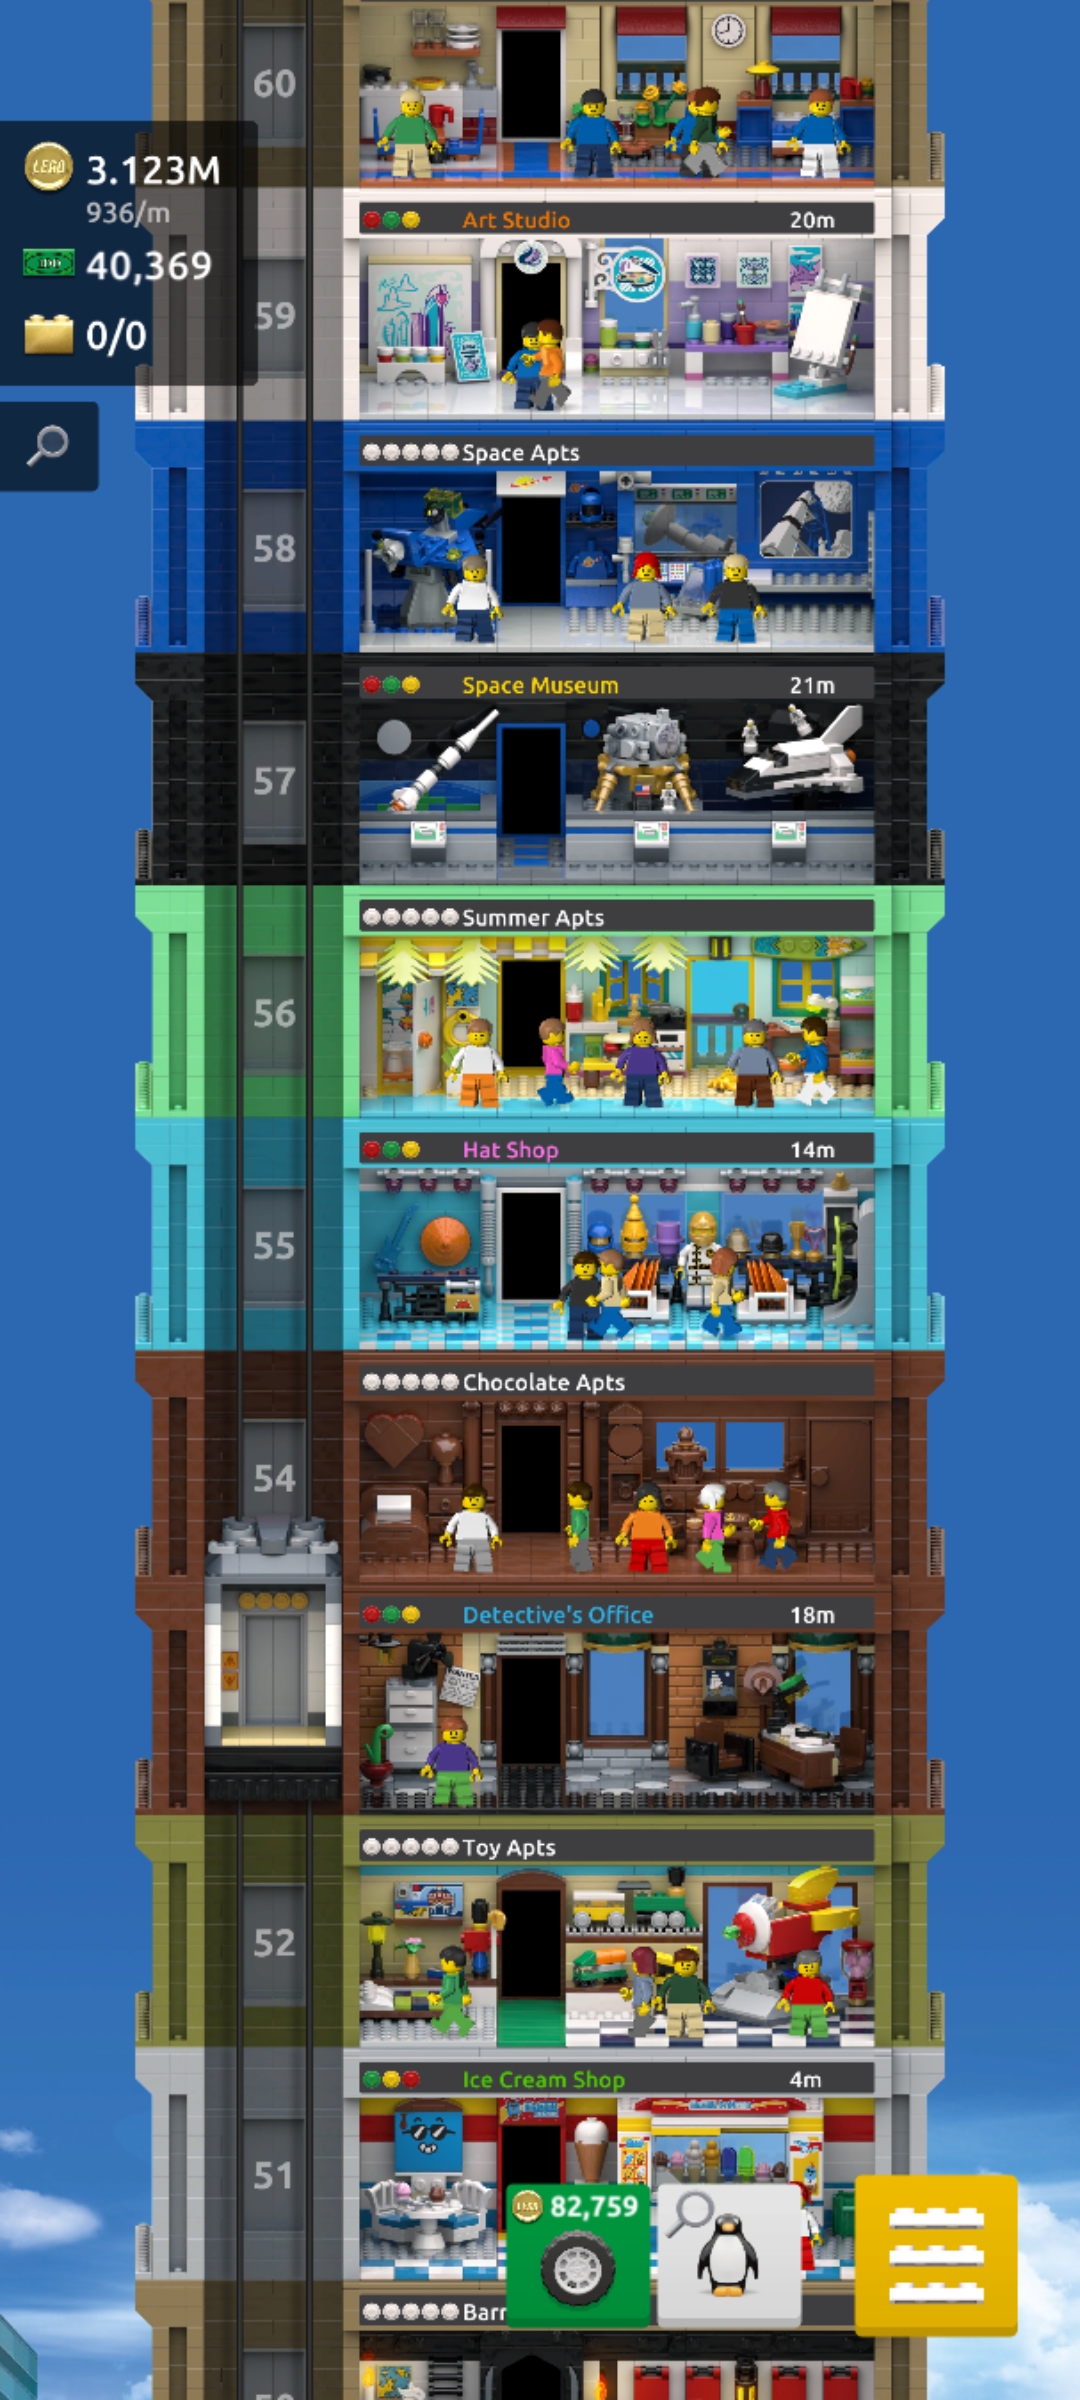 60
LEGO 3.123M
936/m
40,369
0/0
Art Studio 20m
59
Space Apts
58
Space Museum 21m
57
Summer Apts
56
Hat Shop 14m
55
Chocolate Apts
54
Detective's Office 18m
WANTED
Toy Apts
52
Ice Cream Shop 4m
51
82,759
Barr